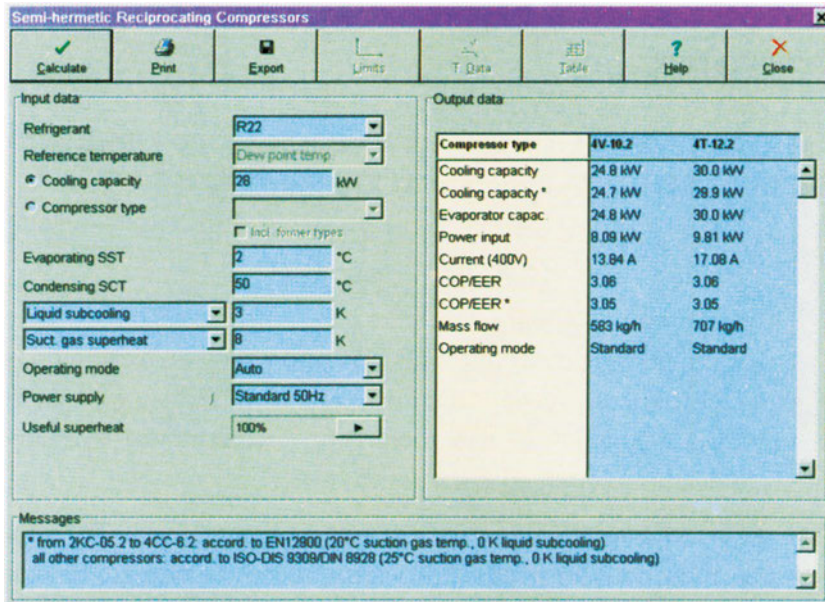 Semi-hermetic Reciprocating Compressors
Calculate Print Export Limits T. Data Table Help Close
Input data
Refrigerant R22
Reference temperature Dew point temp.
Cooling capacity 28 kW
Compressor type
Incl. former types
Evaporating SST 2 °C
Condensing SCT 50 °C
Liquid subcooling 3 K
Suct. gas superheat 8 K
Operating mode Auto
Power supply Standard 50Hz
Useful superheat 100%
Output data
Compressor type 4V-10.2 4T-12.2
Cooling capacity 24.8 kW 30.0 kW
Cooling capacity * 24.7 kW 29.9 kW
Evaporator capac. 24.8 kW 30.0 kW
Power input 8.09 kW 9.81 kW
Current (400V) 13.84 A 17.08 A
COP/EER 3.06 3.06
COP/EER * 3.05 3.05
Mass flow 583 kg/h 707 kg/h
Operating mode Standard Standard
Messages
* from 2KC-05.2 to 4CC-6.2: accord. to EN12900 (20°C suction gas temp., 0 K liquid subcooling)
all other compressors: accord. to ISO-DIS 9309/DIN 8928 (25°C suction gas temp., 0 K liquid subcooling)